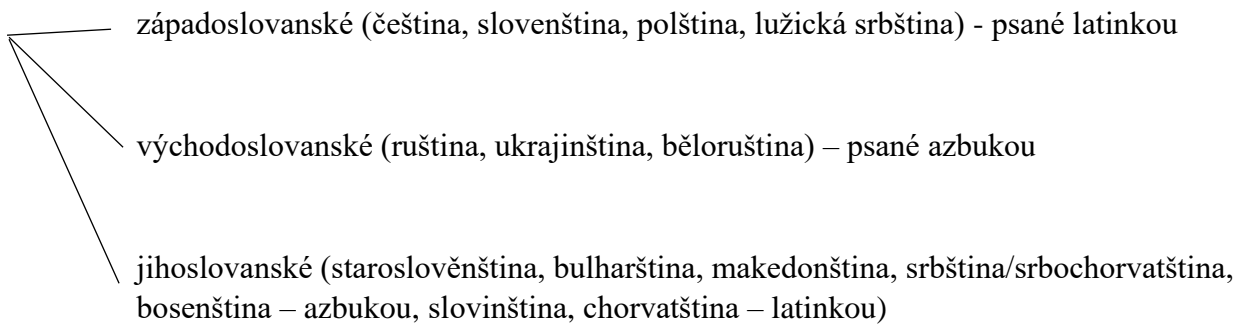 západoslovanské (čeština, slovenština, polština, lužická srbština) - psané latinkou
východoslovanské (ruština, ukrajinština, běloruština) – psané azbukou
jihoslovanské (staroslověnština, bulharština, makedonština, srbština/srbochorvatština,
bosenština – azbukou, slovinština, chorvatština – latinkou)